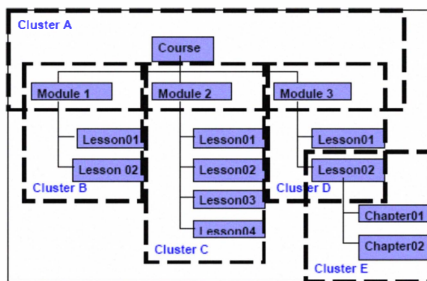 Cluster A
Course
Module 1
Module 2
Module 3
Lesson01
Lesson01
Lesson01
Lesson 02
Lesson02
Lesson02
Cluster B
Cluster D
Lesson03
Chapter01
Lesson04
Cluster C
Chapter02
Cluster E